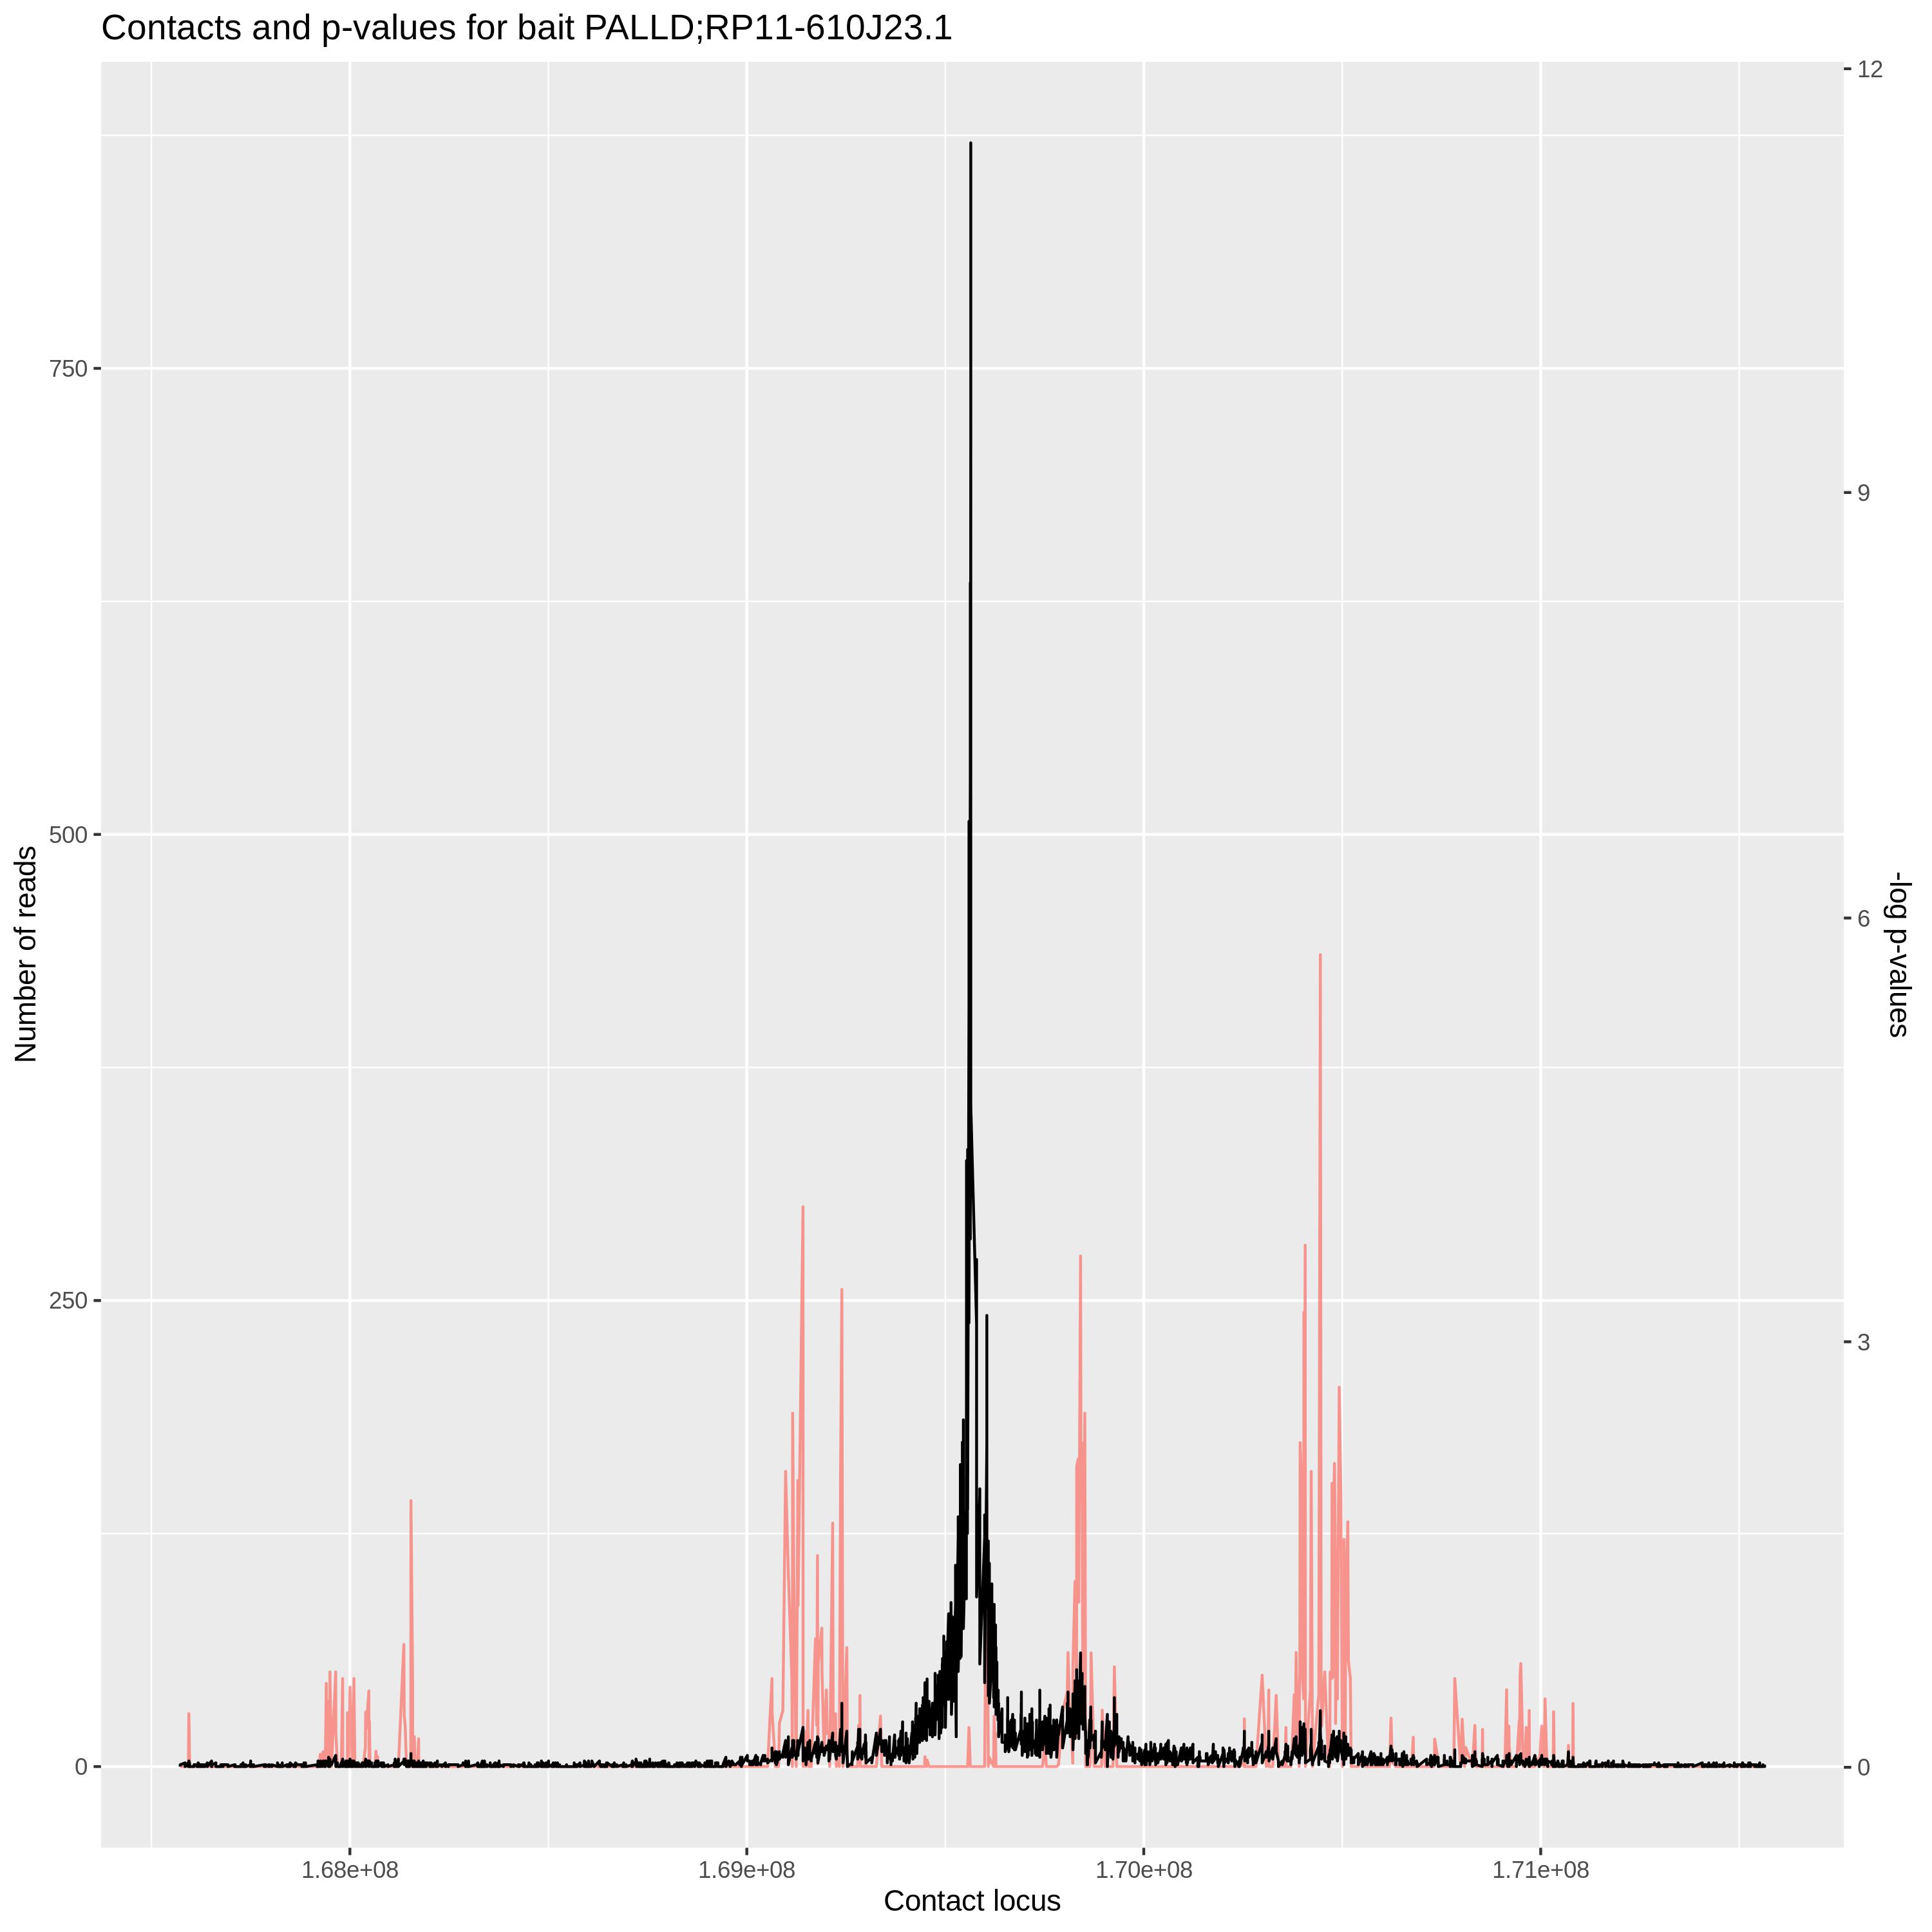 Contacts and p-values for bait PALLD;RP11-610J23.1
12
750
9
500
Number of reads
-log p-values
6
250
3
0
0
1.68e+08
1.69e+08
1.70e+08
1.71e+08
Contact locus